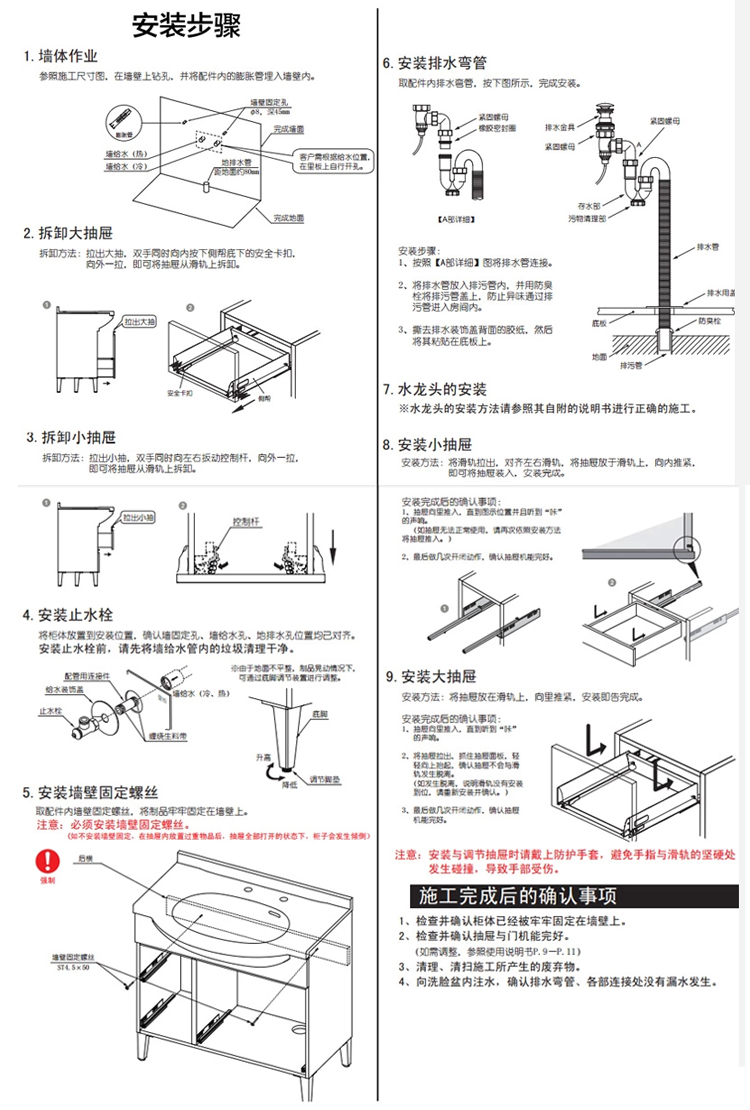 安装步骤
1. 墙体作业
参照施工尺寸图，在墙壁上钻孔，并将配件内的膨胀管埋入墙壁内。
墙壁固定孔
φ8，深45mm
膨胀管
完成墙面
墙给水（热）
墙给水（冷）
地排水管
距地面约80mm
客户需根据给水位置，
在里板上自行开孔。
完成地面
2. 拆卸大抽屉
拆卸方法：拉出大抽，双手同时向内按下侧帮底下的安全卡扣，
向外一拉，即可将抽屉从滑轨上拆卸。
1
拉出大抽
2
安全卡扣
侧帮
3. 拆卸小抽屉
拆卸方法：拉出小抽，双手同时向左右扳动控制杆，向外一拉，
即可将抽屉从滑轨上拆卸。
1
拉出小抽
2
控制杆
4. 安装止水栓
将柜体放置到安装位置，确认墙固定孔、墙给水孔、地排水孔位置均已对齐。
安装止水栓前，请先将墙给水管内的垃圾清理干净。
配管用连接件
给水装饰盖
止水栓
墙给水（冷、热）
缠绕生料带
※由于地面不平整，制品晃动情况下，
可通过底脚调节装置进行调整。
底脚
升高
降低
调节脚垫
5. 安装墙壁固定螺丝
取配件内墙壁固定螺丝，将制品牢牢固定在墙壁上。
注意：必须安装墙壁固定螺丝。
（如不安装墙壁固定，在抽屉内放置过重物品后，抽屉全部打开的状态下，柜子会发生倾倒）
强制
后横
墙壁固定螺丝
ST4.5×50
6. 安装排水弯管
取配件内排水弯管，按下图所示，完成安装。
紧固螺母
橡胶密封圈
【A部详细】
排水金具
紧固螺母
紧固螺母
A
存水部
污物清理部
排水管
排水用盖
底板
防臭栓
地面
排污管
安装步骤：
1、按照【A部详细】图将排水管连接。
2、将排水管放入排污管内，并用防臭
栓将排污管盖上，防止异味通过排
污管进入房间内。
3、撕去排水装饰盖背面的胶纸，然后
将其粘贴在底板上。
7. 水龙头的安装
※水龙头的安装方法请参照其自附的说明书进行正确的施工。
8. 安装小抽屉
安装方法：将滑轨拉出，对齐左右滑轨，将抽屉放于滑轨上，向内推紧，
即可将抽屉装入，安装完成。
安装完成后的确认事项：
1、抽屉向里推入，直到图示位置并且听到“咔”
的声响。
（如抽屉无法正常使用，请再次依照安装方法
将抽屉推入。）
2、最后做几次开闭动作，确认抽屉机能完好。
1
2
9. 安装大抽屉
安装方法：将抽屉放在滑轨上，向里推紧，安装即告完成。
安装完成后的确认事项：
1、抽屉向里推入，直到听到“咔”
的声响。
2、将抽屉拉出，抓住抽屉面板，轻
轻向上抬起，确认抽屉不会与滑
轨发生脱离。
（如发生脱离，说明滑轨没有安装
到位，请重新安装并确认。）
3、最后做几次开闭动作，确认抽屉
机能完好。
注意：安装与调节抽屉时请戴上防护手套，避免手指与滑轨的坚硬处
发生碰撞，导致手部受伤。
施工完成后的确认事项
1、检查并确认柜体已经被牢牢固定在墙壁上。
2、检查并确认抽屉与门机能完好。
（如需调整，参照使用说明书P.9－P.11）
3、清理、清扫施工所产生的废弃物。
4、向洗脸盆内注水，确认排水弯管、各部连接处没有漏水发生。